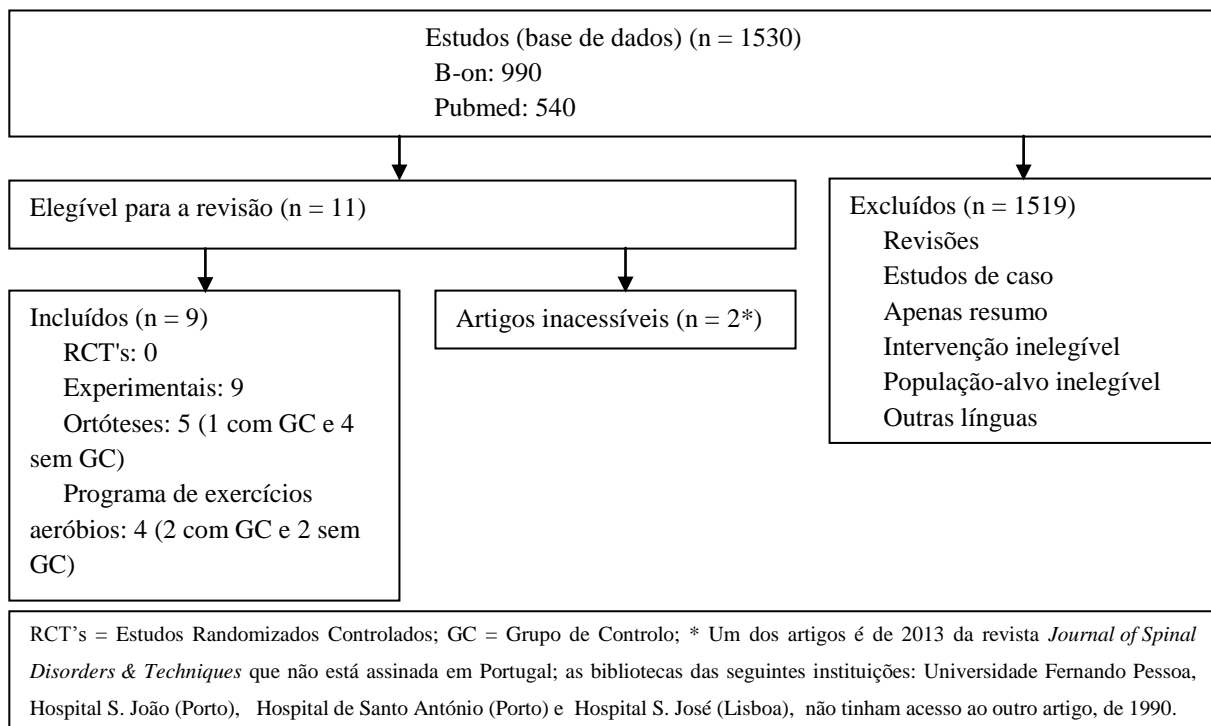 Estudos (base de dados) (n = 1530)
B-on: 990
Pubmed: 540
Elegível para a revisão (n = 11)
Excluídos (n = 1519)
Revisões
Estudos de caso
Apenas resumo
Intervenção inelegível
População-alvo inelegível
Outras línguas
Incluídos (n = 9)
RCT's: 0
Experimentais: 9
Ortóteses: 5 (1 com GC e 4
sem GC)
Programa de exercícios
aeróbios: 4 (2 com GC e 2 sem
GC)
Artigos inacessíveis (n = 2*)
RCT’s = Estudos Randomizados Controlados; GC = Grupo de Controlo; * Um dos artigos é de 2013 da revista Journal of Spinal
Disorders & Techniques que não está assinada em Portugal; as bibliotecas das seguintes instituições: Universidade Fernando Pessoa,
Hospital S. João (Porto), Hospital de Santo António (Porto) e Hospital S. José (Lisboa), não tinham acesso ao outro artigo, de 1990.